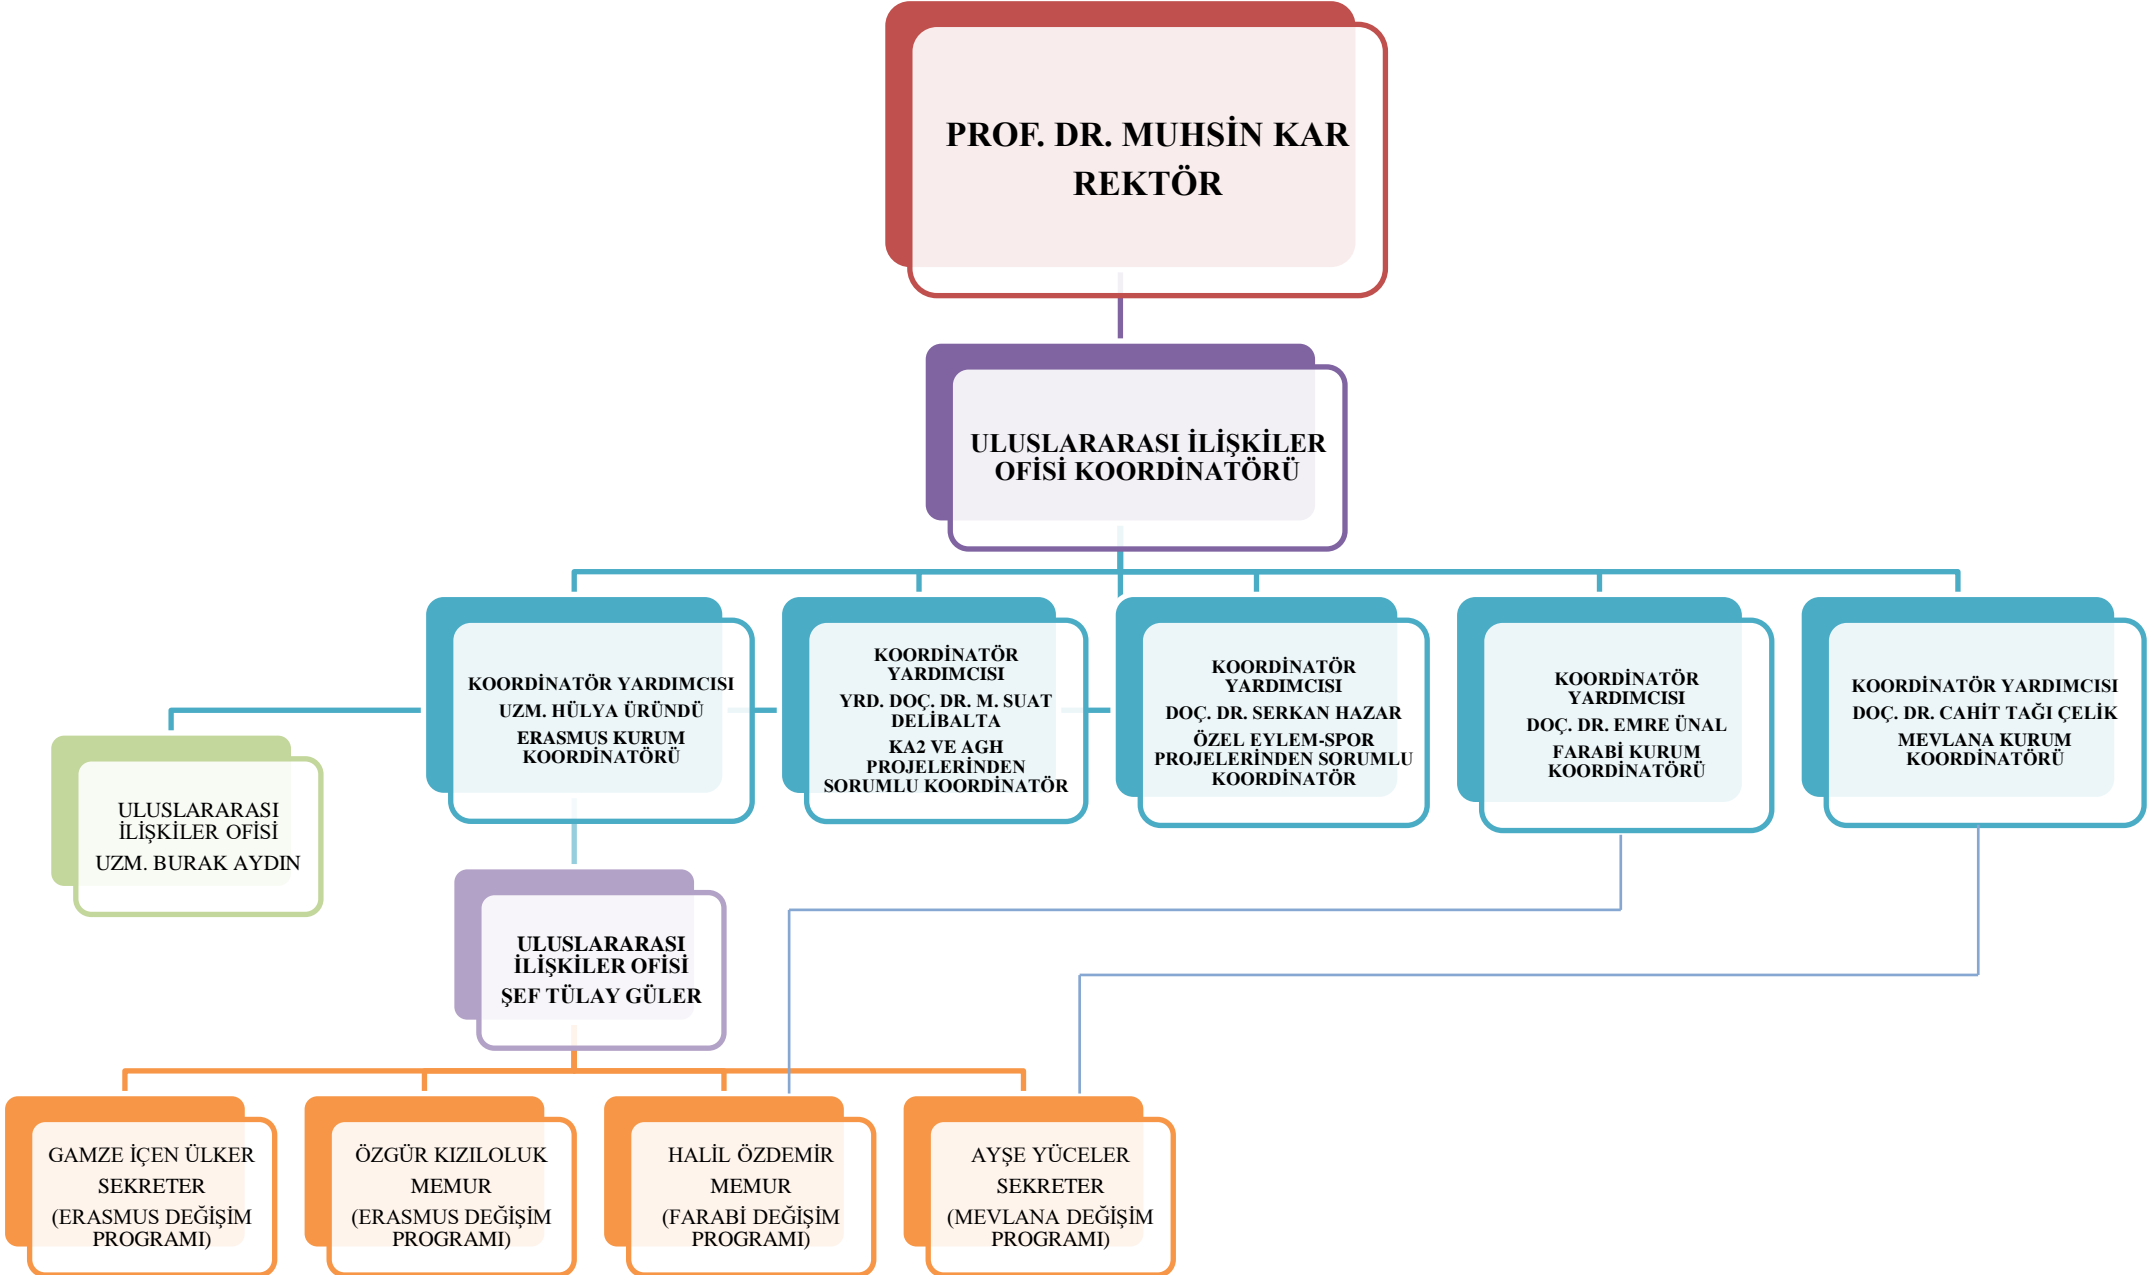 PROF. DR. MUHSİN KAR
REKTÖR
ULUSLARARASI İLİŞKİLER
OFİSİ KOORDİNATÖRÜ
KOORDİNATÖR YARDIMCISI
UZM. HÜLYA ÜRÜNDÜ
ERASMUS KURUM
KOORDİNATÖRÜ
KOORDİNATÖR
YARDIMCISI
YRD. DOÇ. DR. M. SUAT
DELİBALTA
KA2 VE AGH
PROJELERİNDEN
SORUMLU KOORDİNATÖR
KOORDİNATÖR
YARDIMCISI
DOÇ. DR. SERKAN HAZAR
ÖZEL EYLEM-SPOR
PROJELERİNDEN SORUMLU
KOORDİNATÖR
KOORDİNATÖR
YARDIMCISI
DOÇ. DR. EMRE ÜNAL
FARABİ KURUM
KOORDİNATÖRÜ
KOORDİNATÖR YARDIMCISI
DOÇ. DR. CAHİT TAĞI ÇELİK
MEVLANA KURUM
KOORDİNATÖRÜ
ULUSLARARASI
İLİŞKİLER OFİSİ
UZM. BURAK AYDIN
ULUSLARARASI
İLİŞKİLER OFİSİ
ŞEF TÜLAY GÜLER
GAMZE İÇEN ÜLKER
SEKRETER
(ERASMUS DEĞİŞİM
PROGRAMI)
ÖZGÜR KIZILOLUK
MEMUR
(ERASMUS DEĞİŞİM
PROGRAMI)
HALİL ÖZDEMİR
MEMUR
(FARABİ DEĞİŞİM
PROGRAMI)
AYŞE YÜCELER
SEKRETER
(MEVLANA DEĞİŞİM
PROGRAMI)